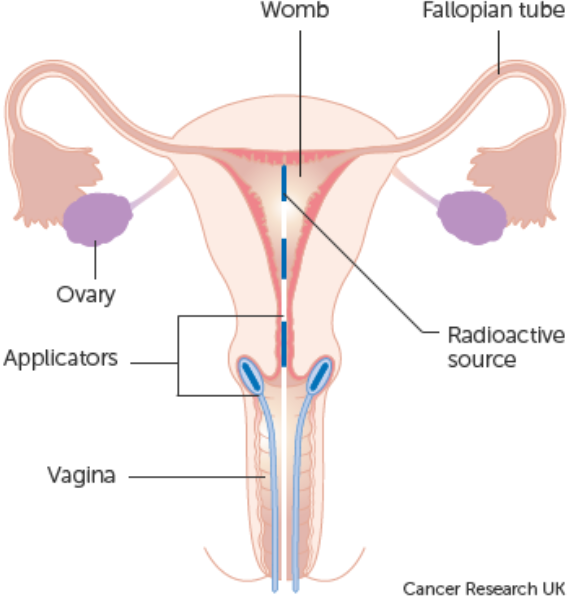 Womb
Fallopian tube
Ovary
Radioactive
source
Applicators
Vagina
Cancer Research UK